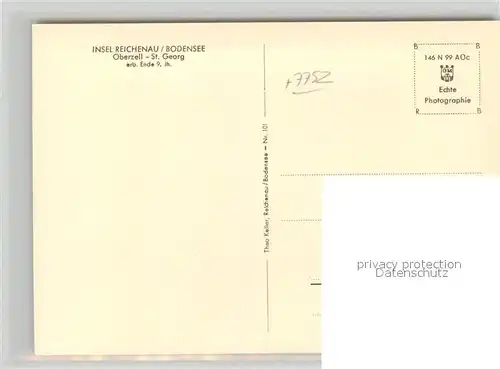 INSEL REICHENAU / BODENSEE
Oberzell – St. Georg
erb. Ende 9. Jh.
+7752
Theo Keller, Reichenau/Bodensee – Nr. 101
B B
146 N 99 AOc
Echte
Photographie
R B
privacy protection
Datenschutz